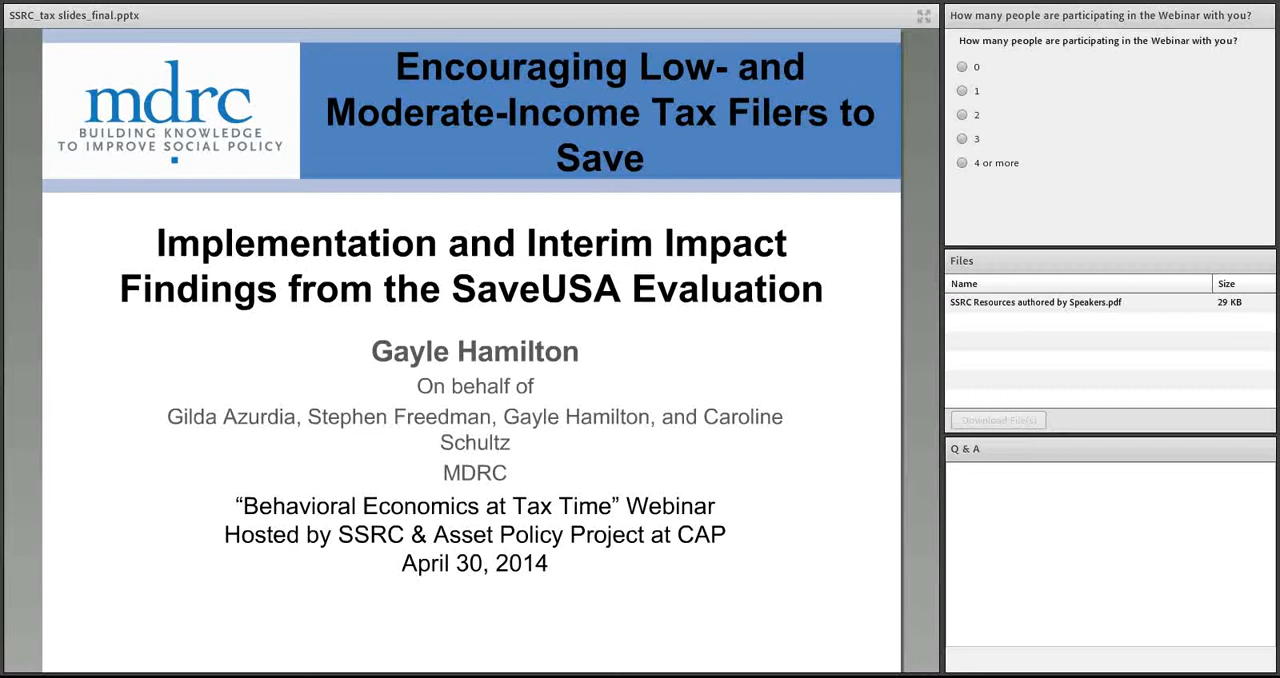 SSRC_tax slides_final.pptx
mdrc
BUILDING KNOWLEDGE
TO IMPROVE SOCIAL POLICY
Encouraging Low- and
Moderate-Income Tax Filers to
Save
Implementation and Interim Impact
Findings from the SaveUSA Evaluation
Gayle Hamilton
On behalf of
Gilda Azurdia, Stephen Freedman, Gayle Hamilton, and Caroline
Schultz
MDRC
“Behavioral Economics at Tax Time” Webinar
Hosted by SSRC & Asset Policy Project at CAP
April 30, 2014
How many people are participating in the Webinar with you?
How many people are participating in the Webinar with you?
0
1
2
3
4 or more
Files
Name Size
SSRC Resources authored by Speakers.pdf 29 KB
Download File(s)
Q & A